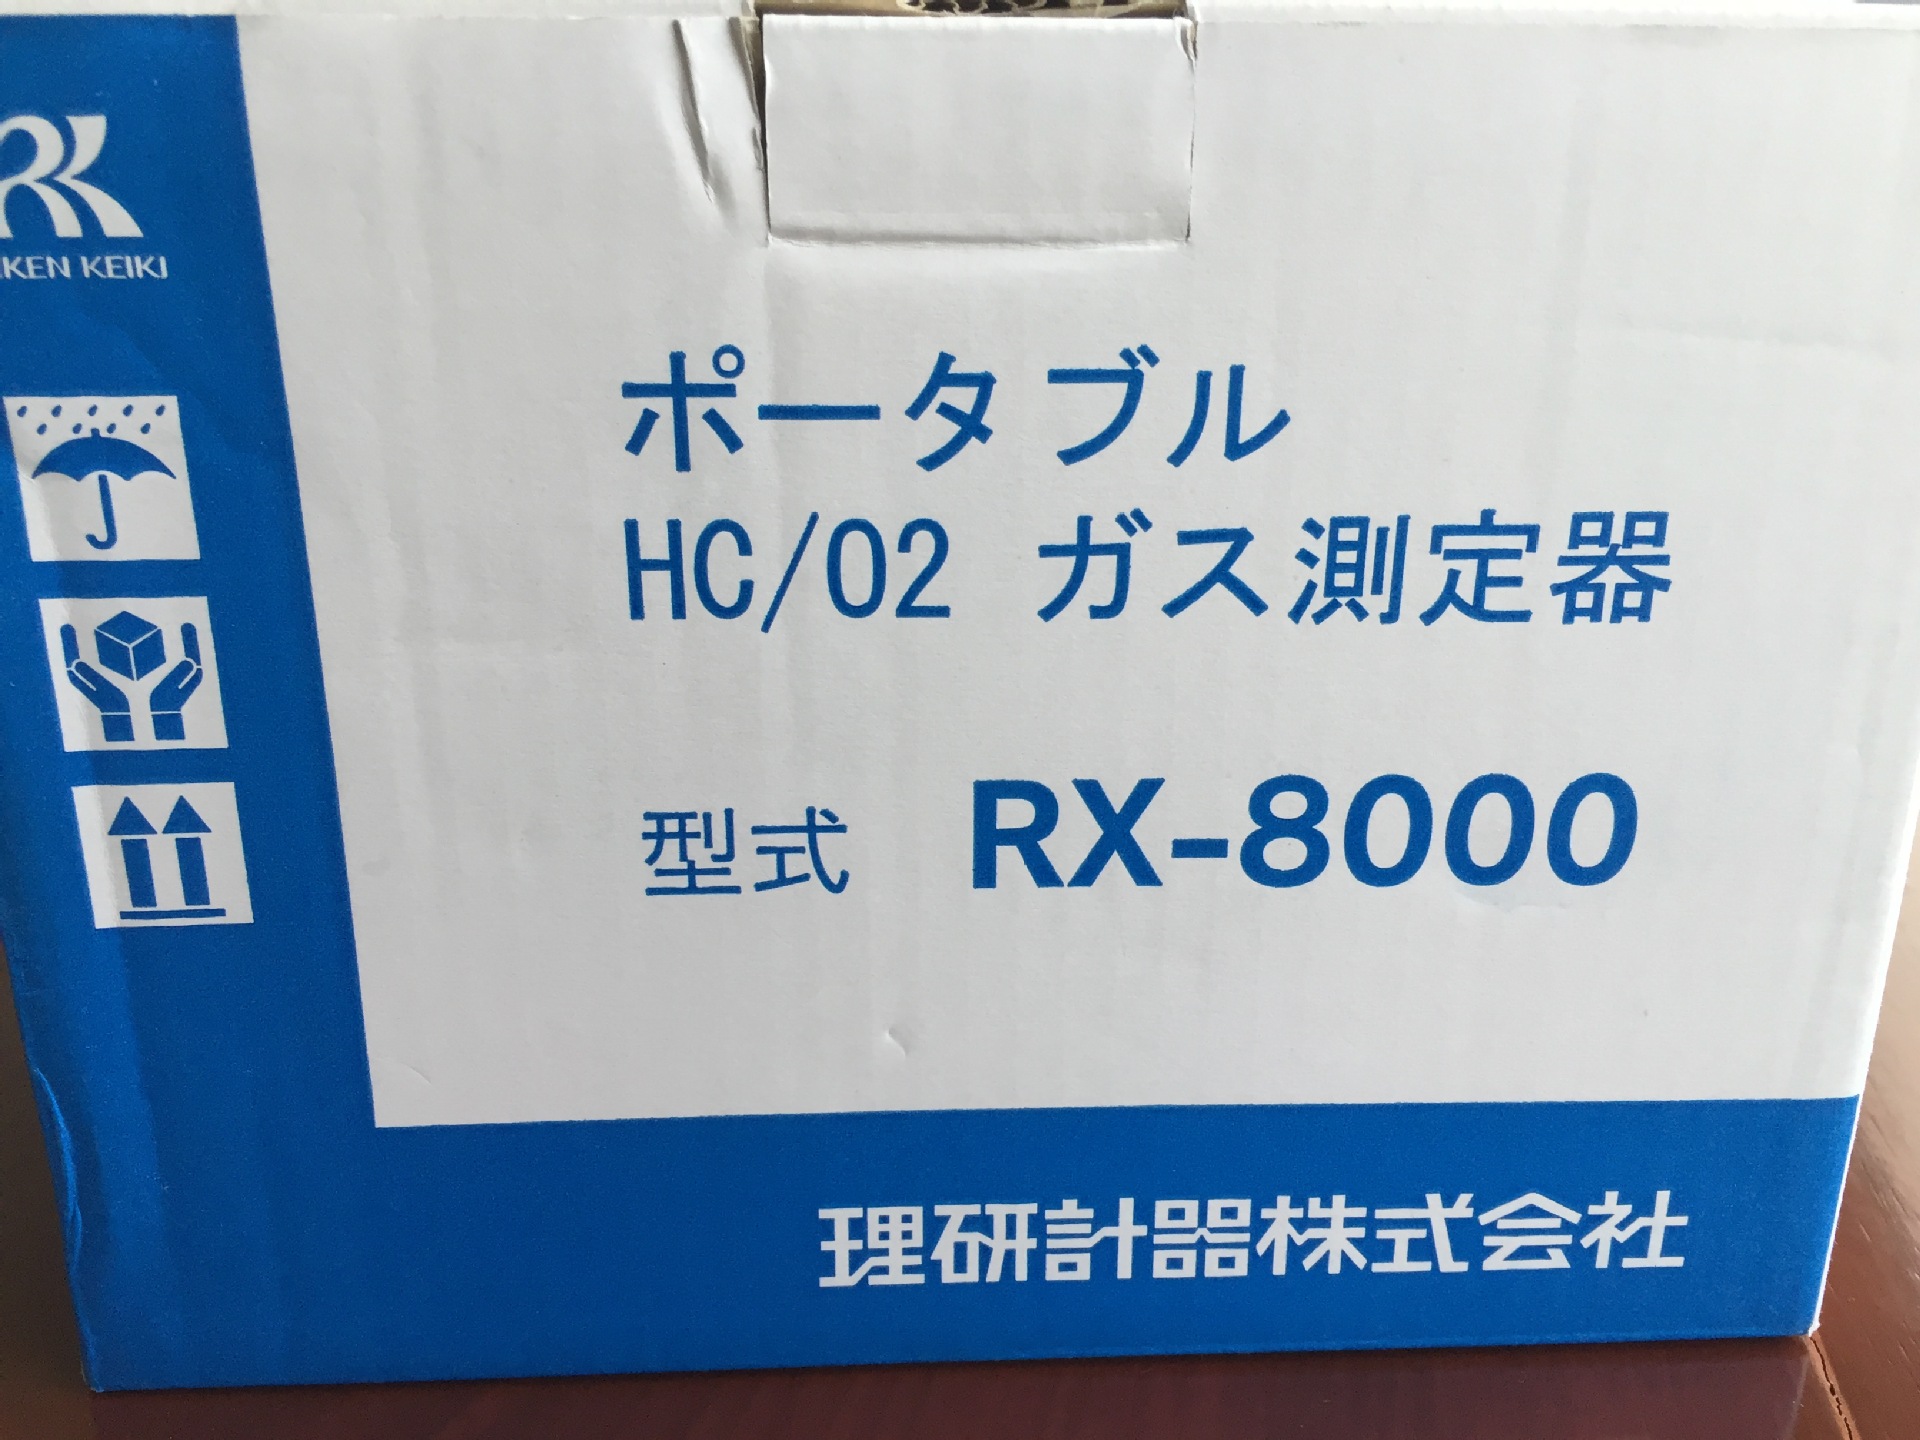 KEN KEIKI
ポータブル
HC/O2 ガス測定器
型式 RX-8000
理研計器株式会社